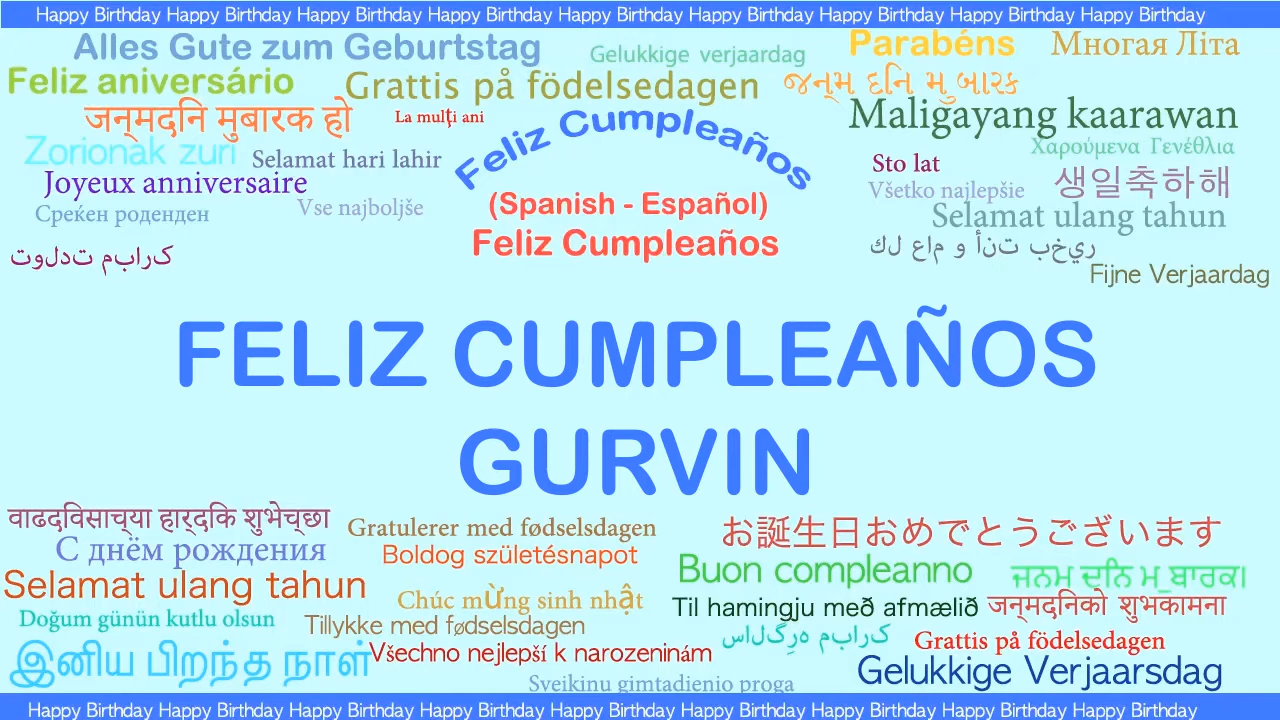 Happy Birthday Happy Birthday Happy Birthday Happy Birthday Happy Birthday Happy Birthday Happy Birthday Happy Birthday Happy Birthday
Alles Gute zum Geburtstag
Gelukkige verjaardag
Parabéns
Многая Літа
Feliz aniversário
Grattis på födelsedagen
જન્મ દનિ મુ બારક
जन्मदनि मुबारक हो
La mulţi ani
Feliz Cumpleaños
Maligayang kaarawan
Zorionak zuri
Selamat hari lahir
Χαρούμενα Γενέθλια
Sto lat
Joyeux anniversaire
Všetko najlepšie
생일축하해
Срекен роденден
Vse najboljše
(Spanish - Español)
Selamat ulang tahun
Feliz Cumpleaños
تولدت مبارک
كل عام و أنت بخير
Fijne Verjaardag
FELIZ CUMPLEAÑOS
GURVIN
वाढदविसाच्या हार्दकि शुभेच्छा
Gratulerer med fødselsdagen
お誕生日おめでとうございます
С днём рождения
Boldog születésnapot
Buon compleanno
ਜਨਮ ਦਨਿ ਮੁ ਬਾਰਕ।
Selamat ulang tahun
Chúc mừng sinh nhật
Til hamingju með afmælið
जन्मदनिको शुभकामना
Doğum günün kutlu olsun
Tillykke med fødselsdagen
سالگرہ مبارک
Grattis på födelsedagen
இனிய பிறந்த நாள்
Všechno nejlepší k narozeninám
Gelukkige Verjaarsdag
Sveikinu gimtadienio proga
Happy Birthday Happy Birthday Happy Birthday Happy Birthday Happy Birthday Happy Birthday Happy Birthday Happy Birthday Happy Birthday